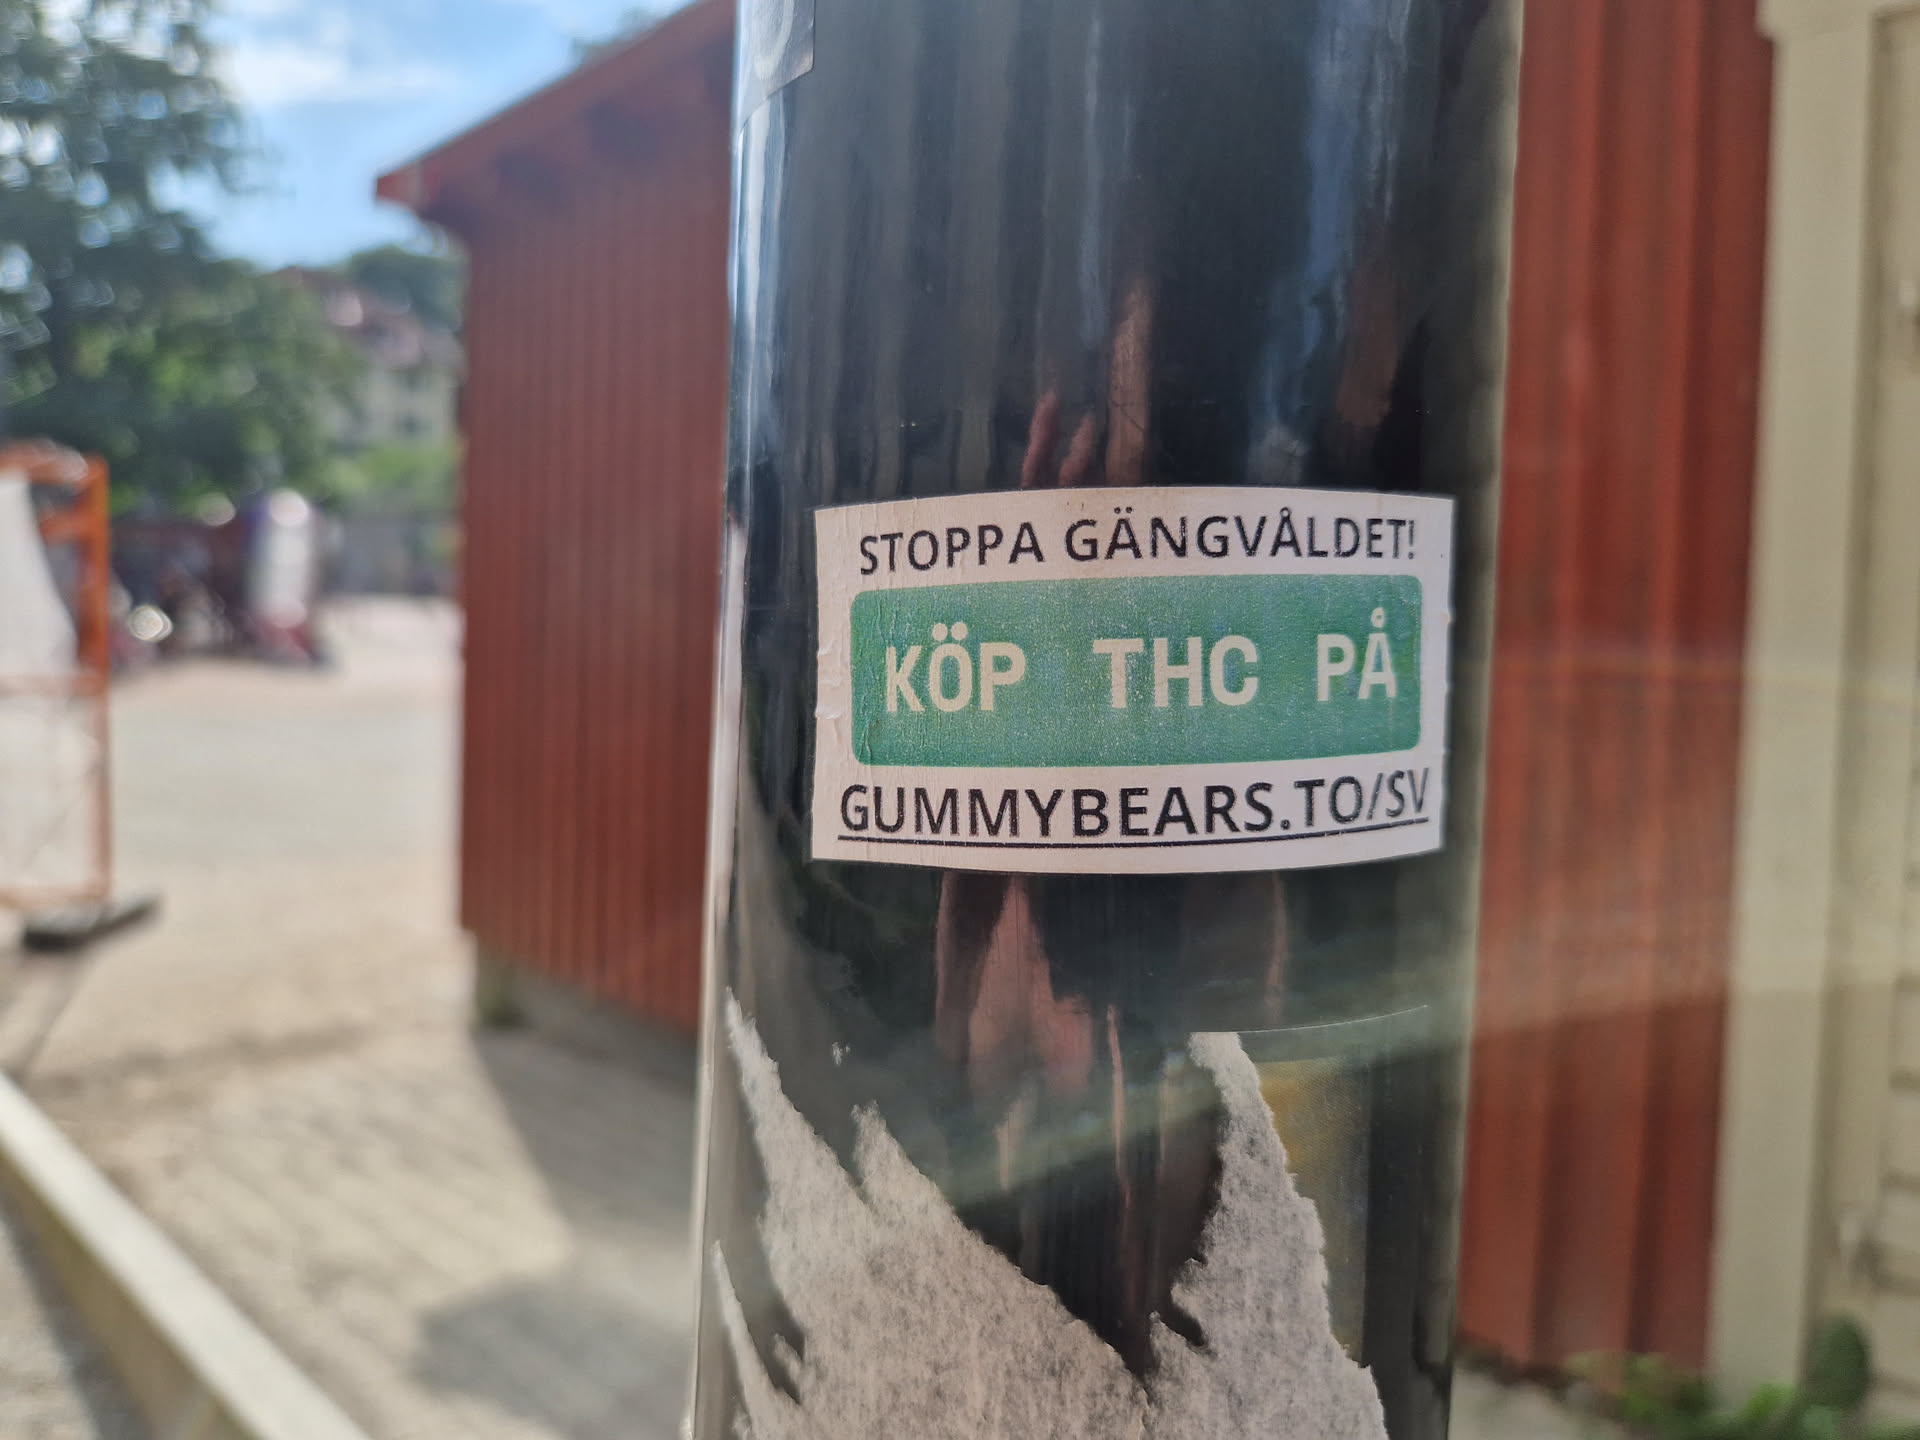 STOPPA GÄNGVÅLDET!
KÖP THC PÅ
GUMMYBEARS.TO/SV